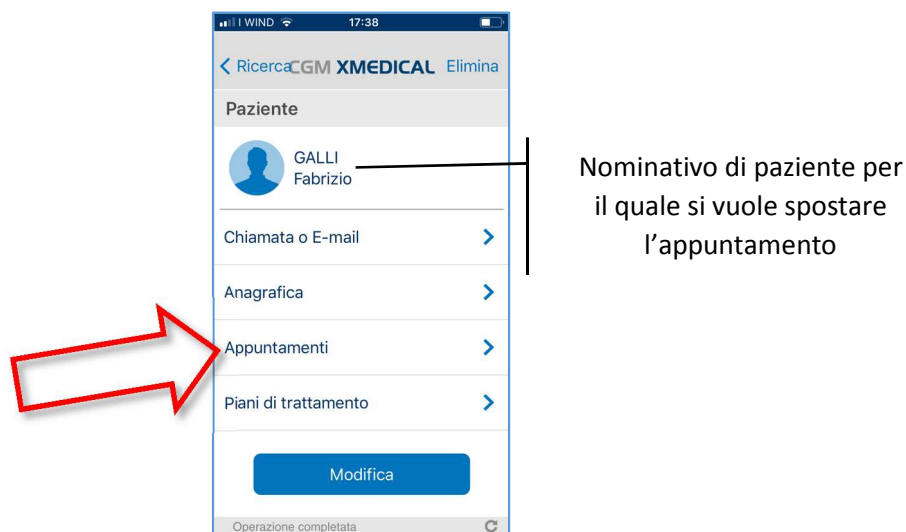 I WIND 17:38
Ricerca CGM XMEDICAL Elimina
Paziente
GALLI
Fabrizio
Chiamata o E-mail
Anagrafica
Appuntamenti
Piani di trattamento
Modifica
Operazione completata
Nominativo di paziente per
il quale si vuole spostare
l’appuntamento